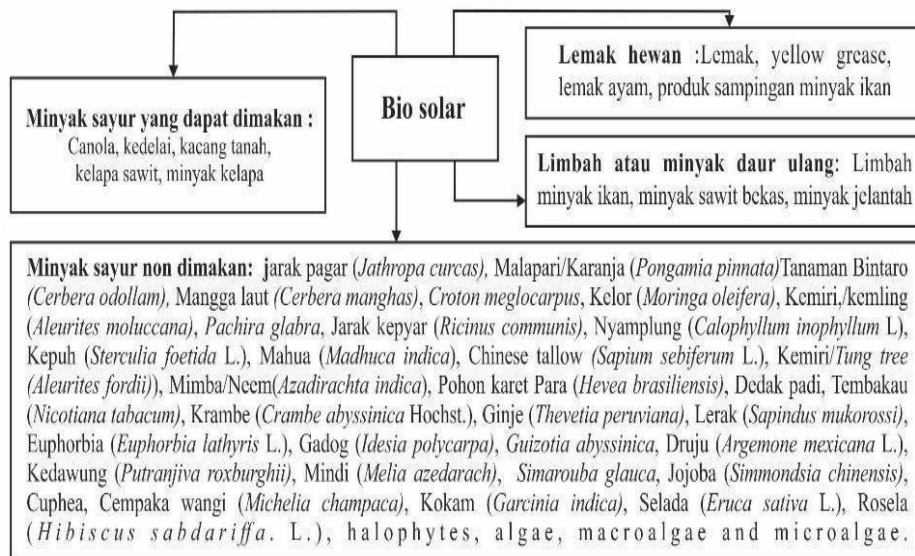 Bio solar
Minyak sayur yang dapat dimakan :
Canola, kedelai, kacang tanah,
kelapa sawit, minyak kelapa
Lemak hewan :Lemak, yellow grease,
lemak ayam, produk sampingan minyak ikan
Limbah atau minyak daur ulang: Limbah
minyak ikan, minyak sawit bekas, minyak jelantah
Minyak sayur non dimakan: jarak pagar (Jathropa curcas), Malapari/Karanja (Pongamia pinnata)Tanaman Bintaro
(Cerbera odollam), Mangga laut (Cerbera manghas), Croton meglocarpus, Kelor (Moringa oleifera), Kemiri,/kemling
(Aleurites moluccana), Pachira glabra, Jarak kepyar (Ricinus communis), Nyamplung (Calophyllum inophyllum L),
Kepuh (Sterculia foetida L.), Mahua (Madhuca indica), Chinese tallow (Sapium sebiferum L.), Kemiri/Tung tree
(Aleurites fordii)), Mimba/Neem(Azadirachta indica), Pohon karet Para (Hevea brasiliensis), Dedak padi, Tembakau
(Nicotiana tabacum), Krambe (Crambe abyssinica Hochst.), Ginje (Thevetia peruviana), Lerak (Sapindus mukorossi),
Euphorbia (Euphorbia lathyris L.), Gadog (Idesia polycarpa), Guizotia abyssinica, Druju (Argemone mexicana L.),
Kedawung (Putranjiva roxburghii), Mindi (Melia azedarach), Simarouba glauca, Jojoba (Simmondsia chinensis),
Cuphea, Cempaka wangi (Michelia champaca), Kokam (Garcinia indica), Selada (Eruca sativa L.), Rosela
(Hibiscus sabdariffa. L.), halophytes, algae, macroalgae and microalgae.